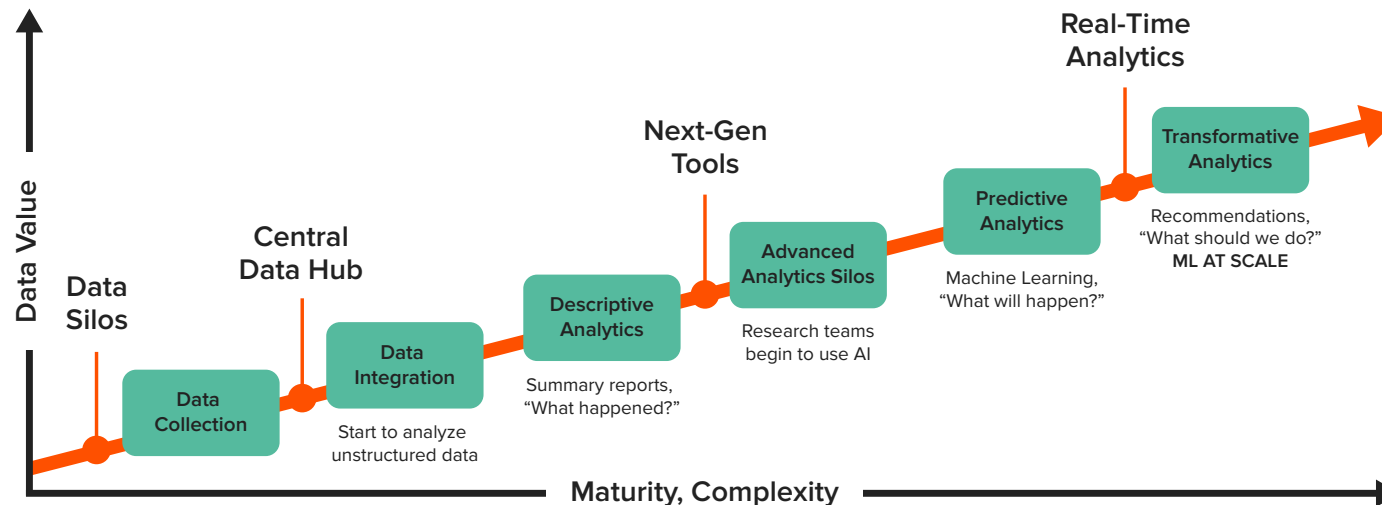 Real-Time
Analytics
Transformative
Analytics
Recommendations,
“What should we do?”
ML AT SCALE
Next-Gen
Tools
Predictive
Analytics
Machine Learning,
“What will happen?”
Central
Data Hub
Advanced
Analytics Silos
Research teams
begin to use AI
Data
Silos
Descriptive
Analytics
Summary reports,
“What happened?”
Data
Integration
Start to analyze
unstructured data
Data
Collection
Data Value
Maturity, Complexity